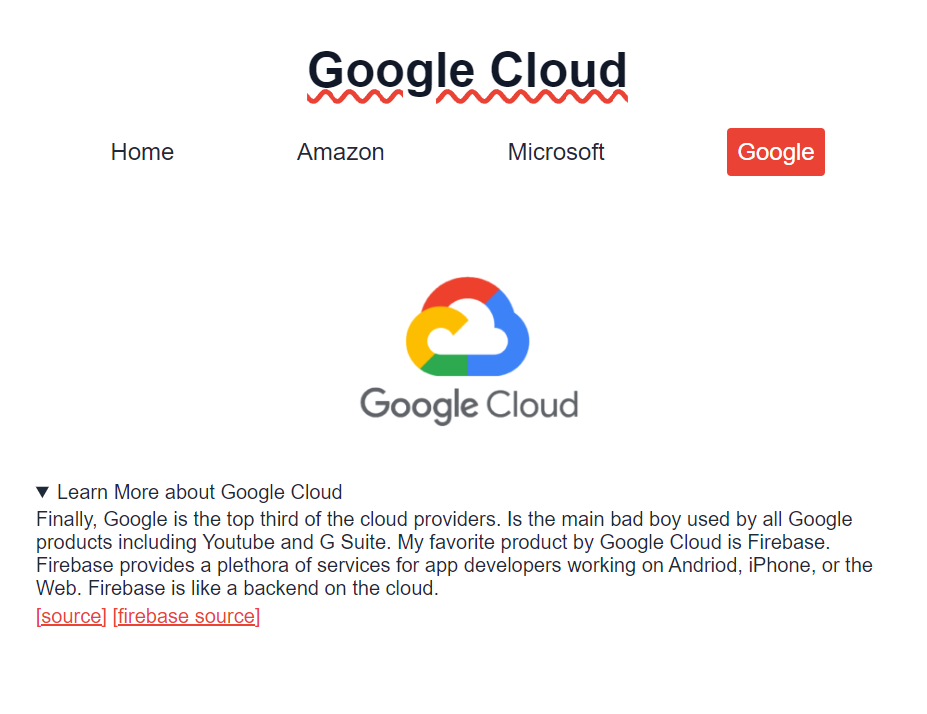 Google Cloud
Home Amazon Microsoft Google
Google Cloud
Learn More about Google Cloud
Finally, Google is the top third of the cloud providers. Is the main bad boy used by all Google
products including Youtube and G Suite. My favorite product by Google Cloud is Firebase.
Firebase provides a plethora of services for app developers working on Andriod, iPhone, or the
Web. Firebase is like a backend on the cloud.
[source] [firebase source]